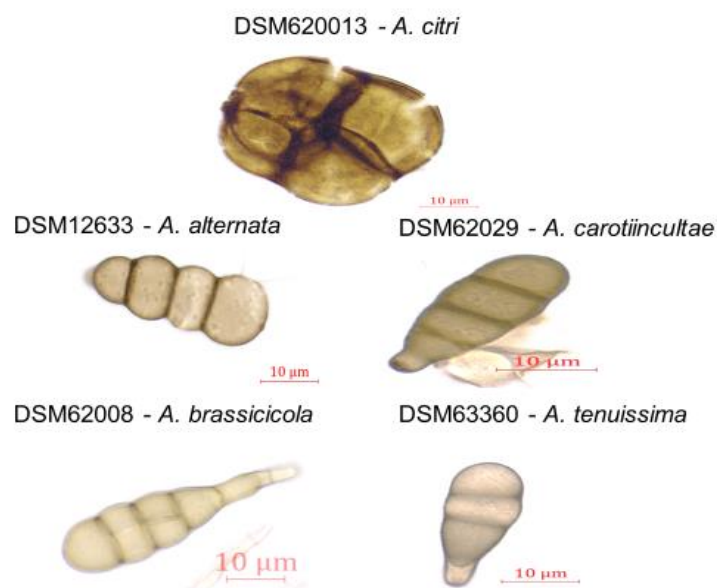 DSM620013 - A. citri
10 µm
DSM12633 - A. alternata
DSM62029 - A. carotiincultae
10 µm
10 µm
DSM62008 - A. brassicicola
DSM63360 - A. tenuissima
10 µm
10 µm